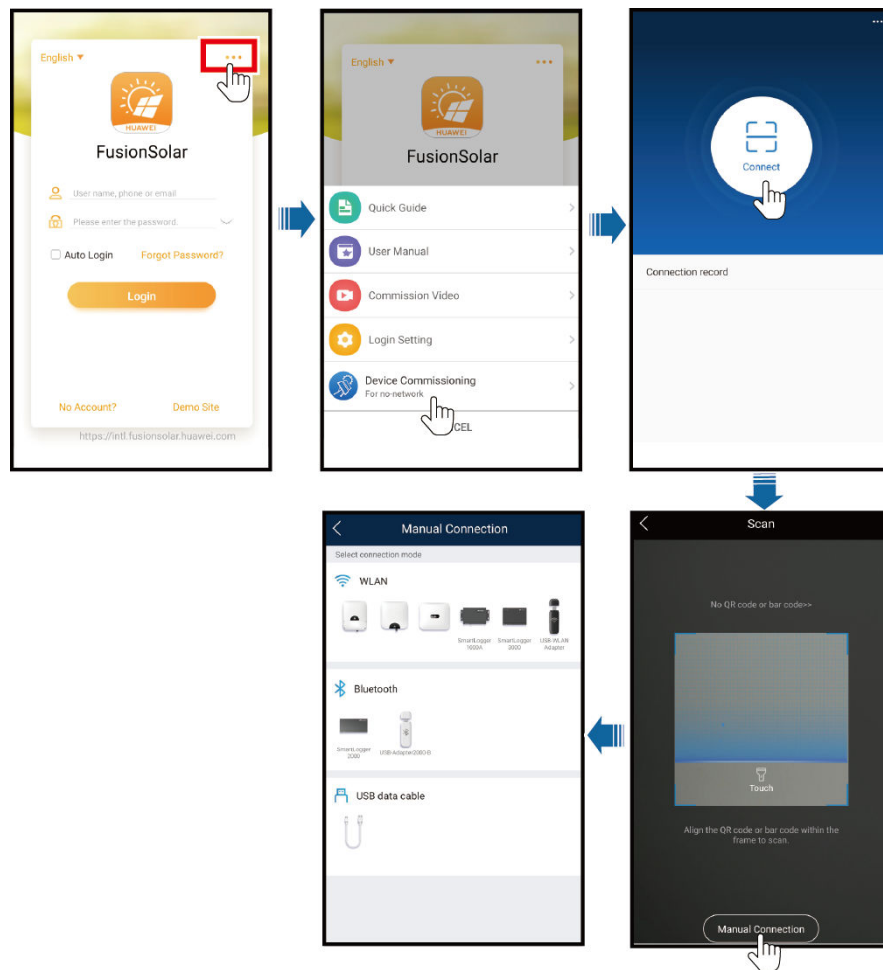 English ▼
•••
HUAWEI
FusionSolar
User name, phone or email
Please enter the password.
Auto Login
Forgot Password?
Login
No Account?
Demo Site
https://intl.fusionsolar.huawei.com
English ▼
•••
HUAWEI
FusionSolar
Quick Guide
User Manual
Commission Video
Login Setting
Device Commissioning
For no-network
CEL
•••
Connect
Connection record
Scan
No QR code or bar code>>
Touch
Align the QR code or bar code within the
frame to scan.
Manual Connection
Manual Connection
Select connection mode
WLAN
SmartLogger
1000A
SmartLogger
3000
USB-WLAN
Adapter
Bluetooth
SmartLogger
2000
USB-Adapter2000-B
USB data cable